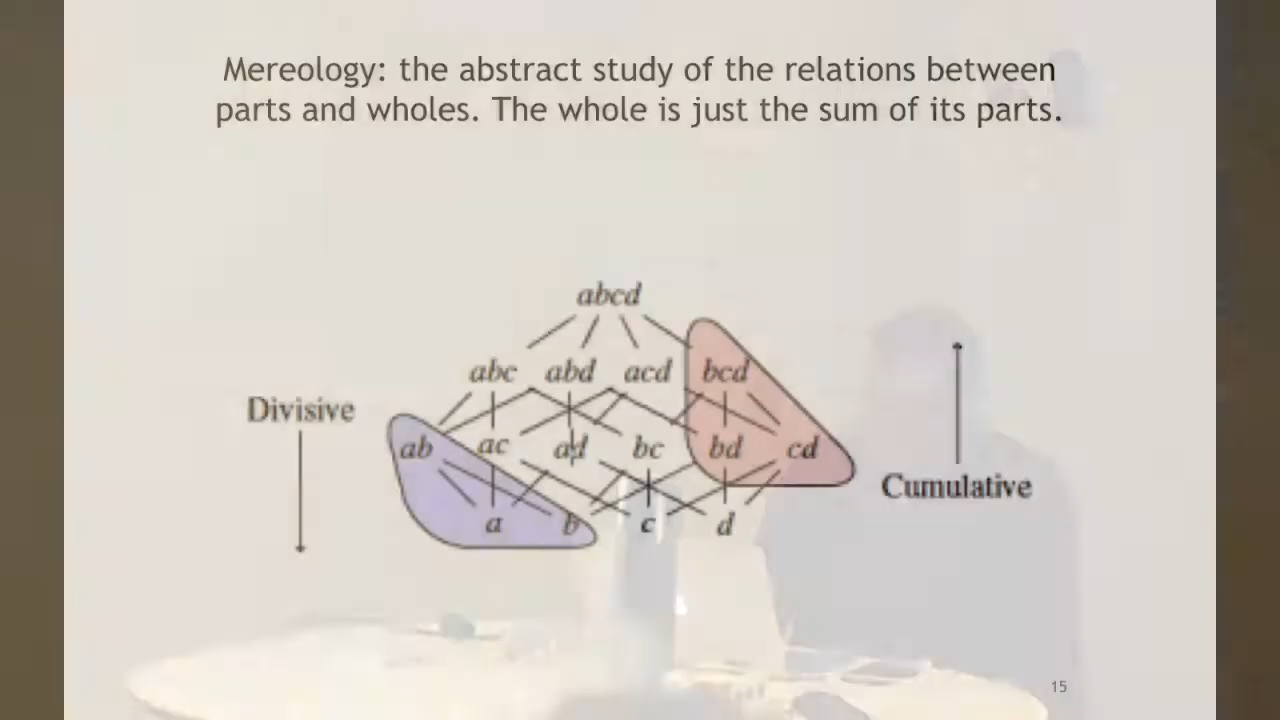 Mereology: the abstract study of the relations between
parts and wholes. The whole is just the sum of its parts.
abcd
abc abd acd bcd
Divisive
ab ac ad bc bd cd
Cumulative
a b c d
15